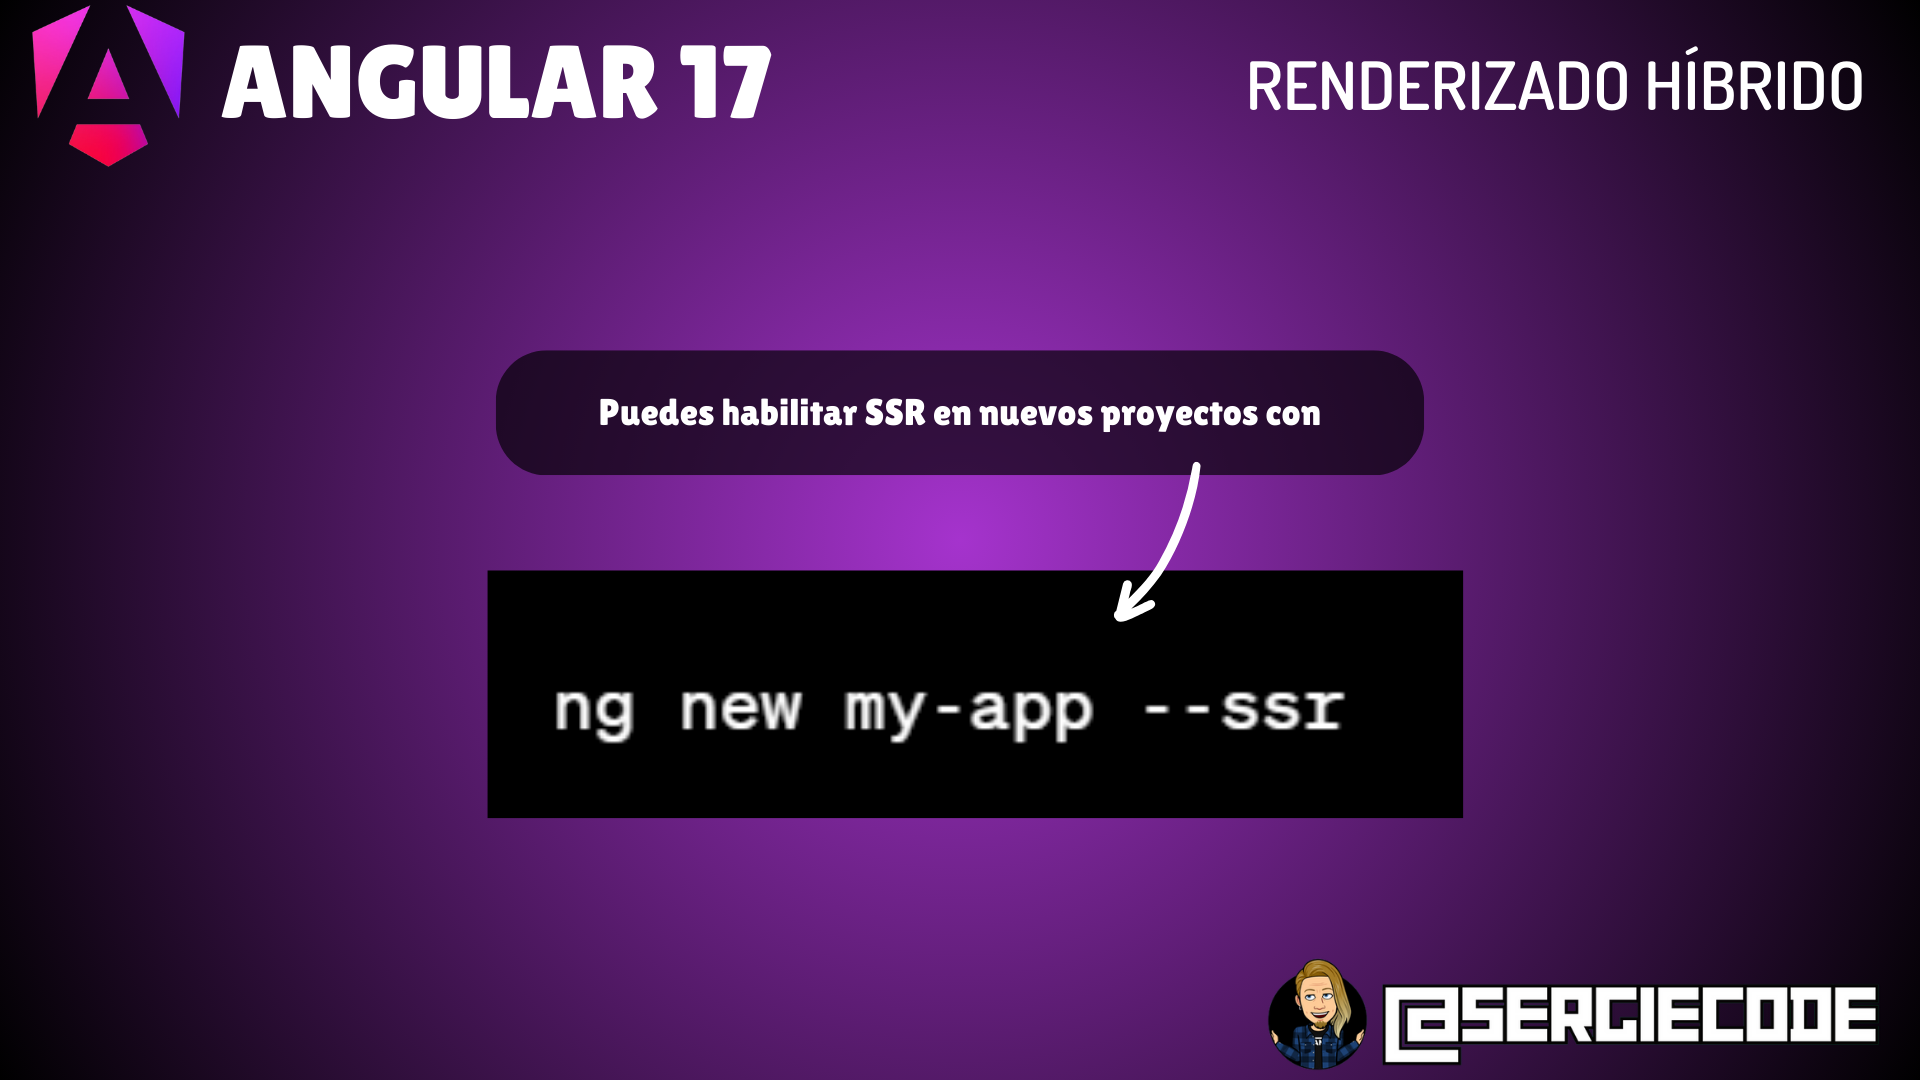 ANGULAR 17
RENDERIZADO HÍBRIDO
Puedes habilitar SSR en nuevos proyectos con
ng new my-app --ssr
@SERGIECODE